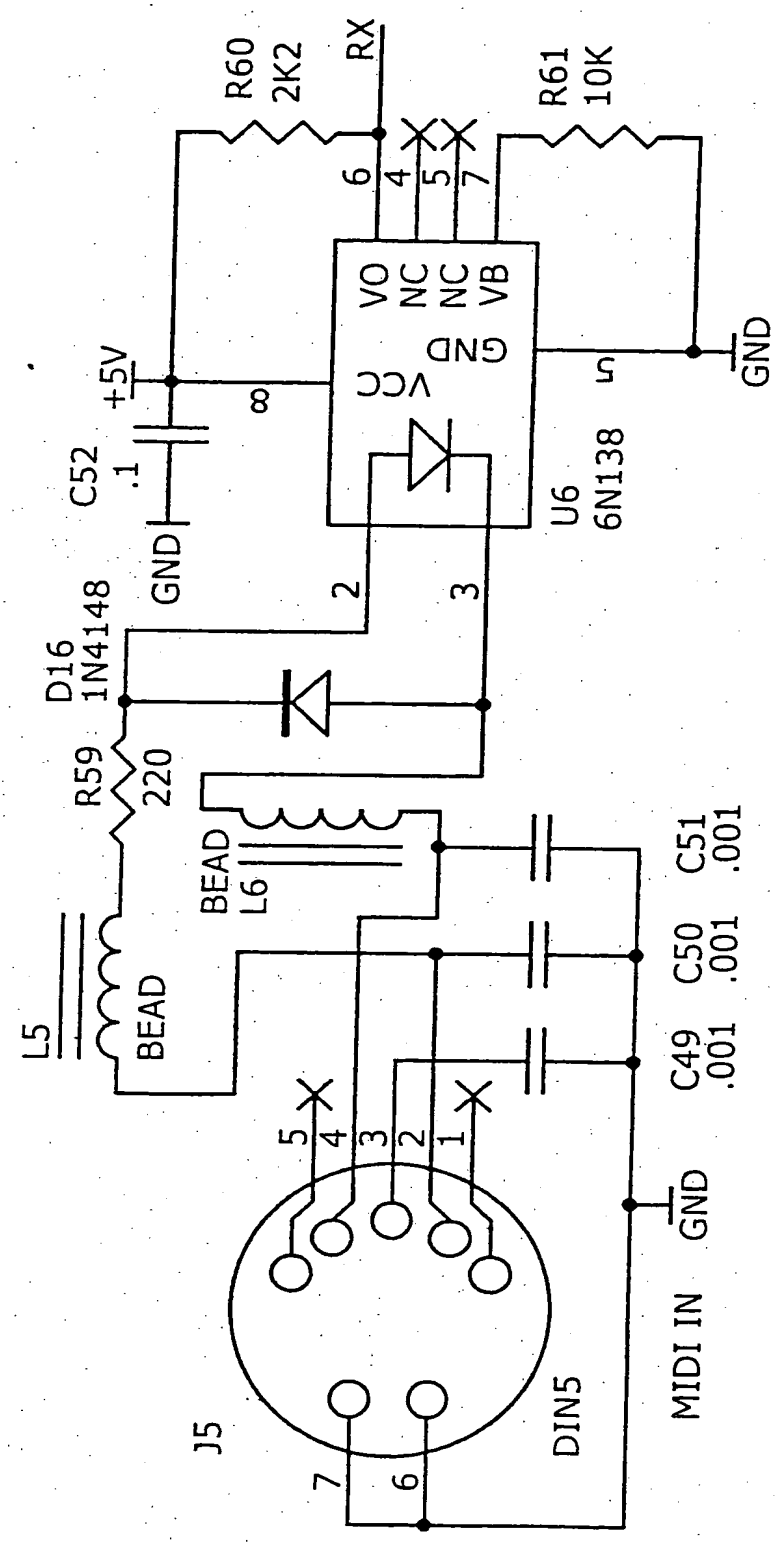 J5
7
6
DIN5
MIDI IN
GND
5
4
3
2
1
L5
BEAD
BEAD
L6
C49
.001
C50
.001
C51
.001
R59
220
D16
1N4148
2
3
GND
C52
.1
+5V
8
VCC
GND
VO
NC
NC
VB
6
4
5
7
5
U6
6N138
GND
R60
2K2
RX
R61
10K